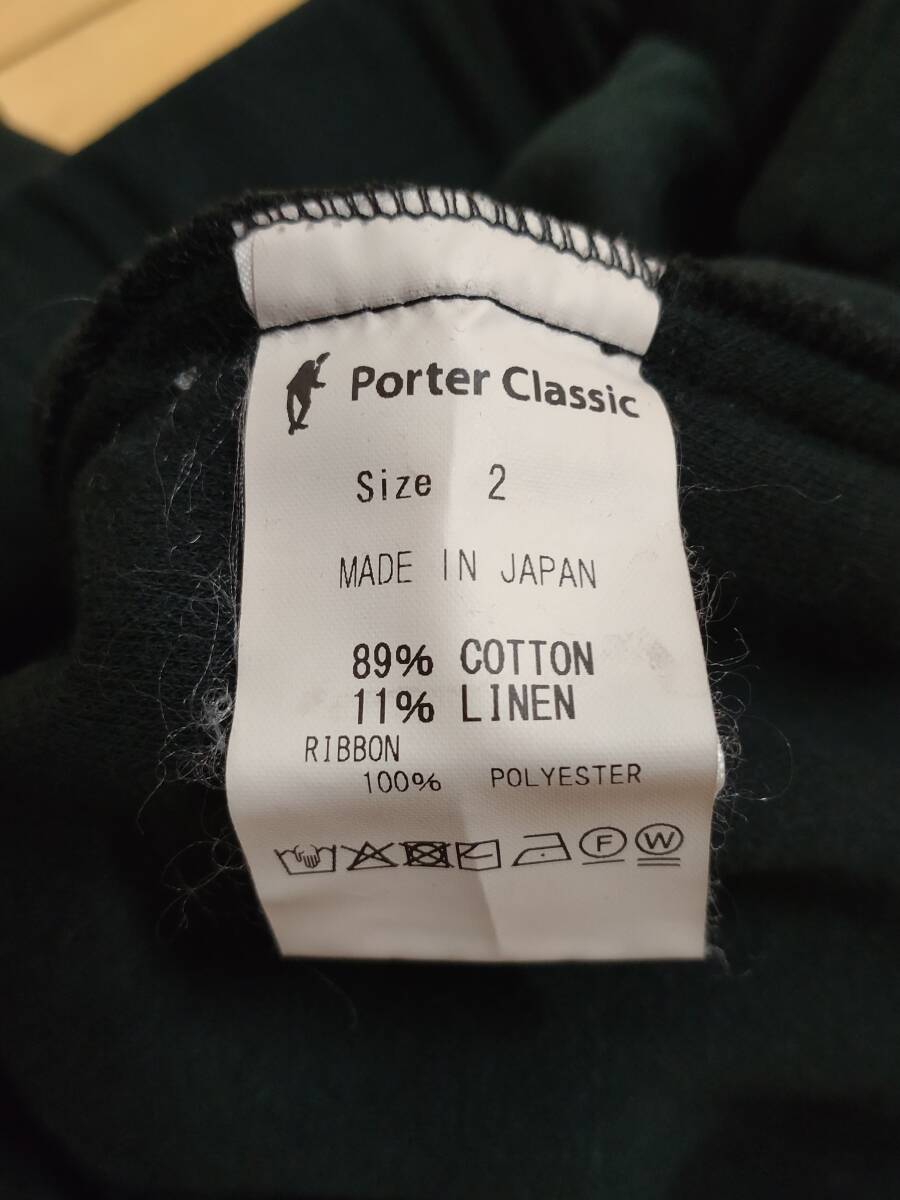 Porter Classic
Size 2
MADE IN JAPAN
89% COTTON
11% LINEN
RIBBON
100% POLYESTER
F W